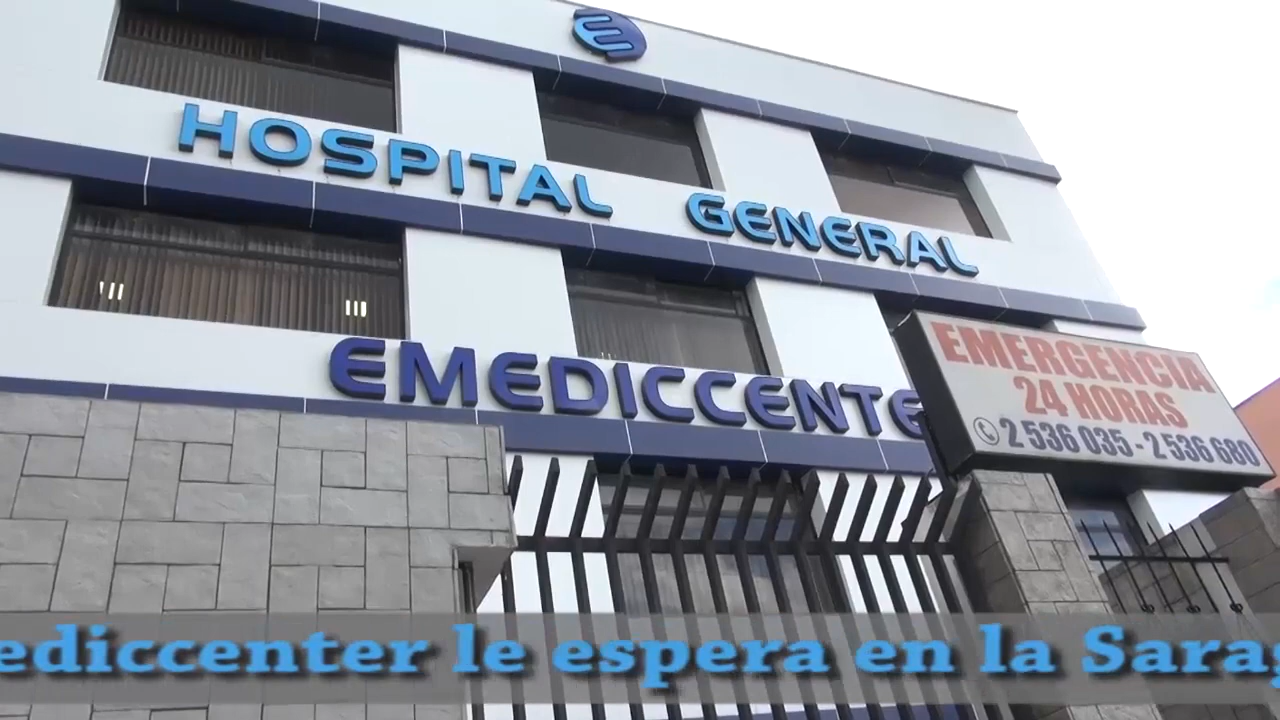 HOSPITAL GENERAL
EMEDICCENTE
EMERGENCIA
24 HORAS
2 536 035 - 2 536 680
ediccenter le espera en la Sarag